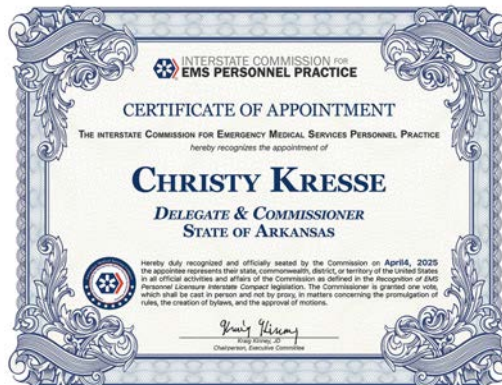 INTERSTATE COMMISSION FOR
EMS PERSONNEL PRACTICE
CERTIFICATE OF APPOINTMENT
THE INTERSTATE COMMISSION FOR EMERGENCY MEDICAL SERVICES PERSONNEL PRACTICE
hereby recognizes the appointment of
CHRISTY KRESSE
DELEGATE & COMMISSIONER
STATE OF ARKANSAS
Hereby duly recognized and officially seated by the Commission on April4, 2025
the appointee represents their state, commonwealth, district, or territory of the United States
in all official activities and affairs of the Commission as defined in the Recognition of EMS
Personnel Licensure Interstate Compact legislation. The Commissioner is granted one vote,
which shall be cast in person and not by proxy, in matters concerning the promulgation of
rules, the creation of bylaws, and the approval of motions.
Kraig Kinney
Kraig Kinney, JD
Chairperson, Executive Committee